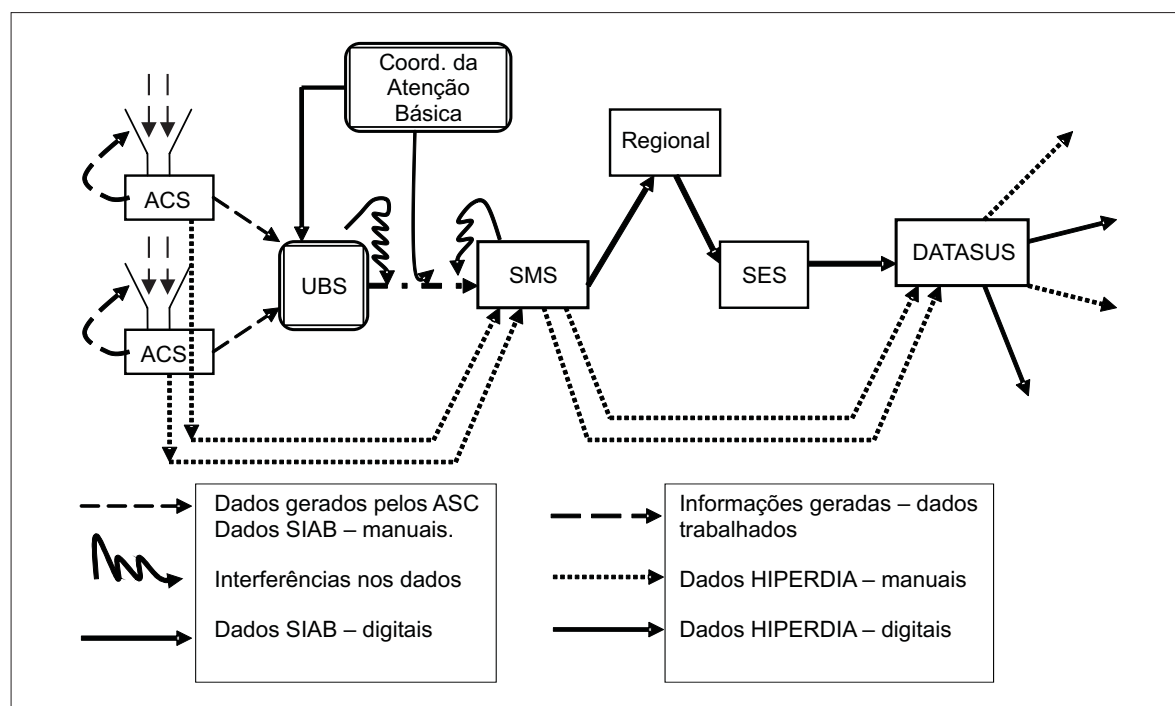 Coord. da
Atenção
Básica
Regional
ACS
DATASUS
UBS
SMS
SES
ACS
Dados gerados pelos ASC
Dados SIAB – manuais.
Interferências nos dados
Dados SIAB – digitais
Informações geradas – dados
trabalhados
Dados HIPERDIA – manuais
Dados HIPERDIA – digitais